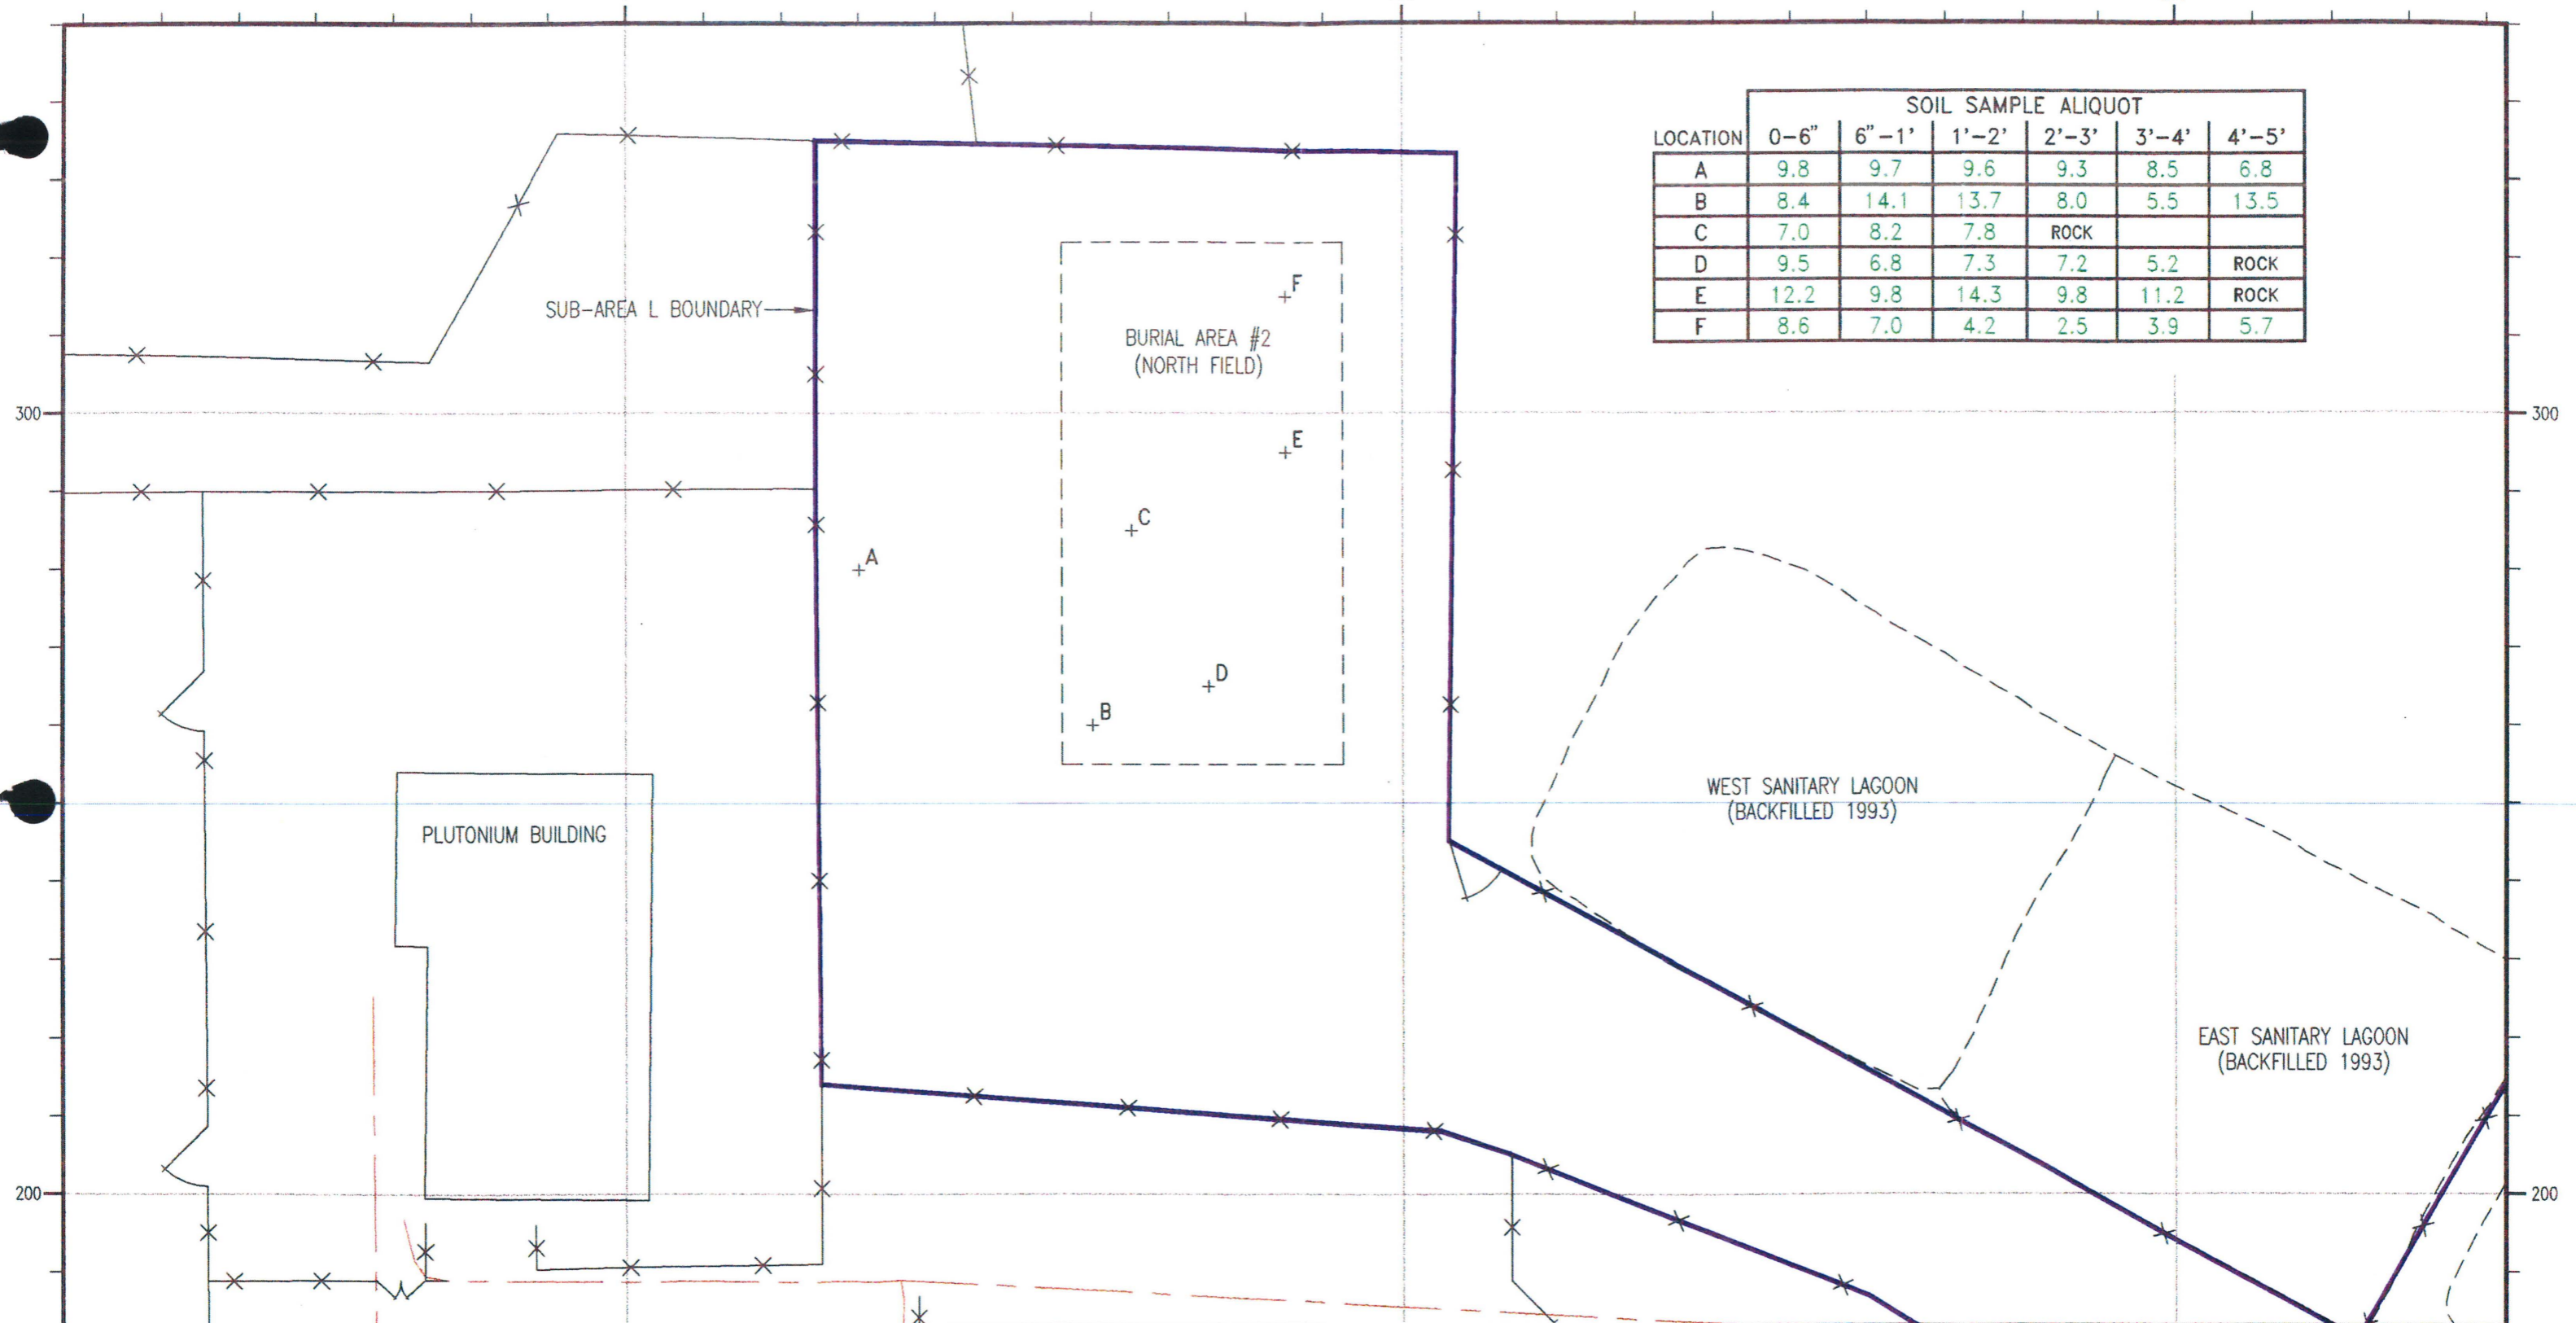 SOIL SAMPLE ALIQUOT
LOCATION 0-6" 6"-1' 1'-2' 2'-3' 3'-4' 4'-5'
A 9.8 9.7 9.6 9.3 8.5 6.8
B 8.4 14.1 13.7 8.0 5.5 13.5
C 7.0 8.2 7.8 ROCK
D 9.5 6.8 7.3 7.2 5.2 ROCK
E 12.2 9.8 14.3 9.8 11.2 ROCK
F 8.6 7.0 4.2 2.5 3.9 5.7
F
SUB-AREA L BOUNDARY
BURIAL AREA #2
(NORTH FIELD)
300
300
E
C
A
D
B
WEST SANITARY LAGOON
(BACKFILLED 1993)
PLUTONIUM BUILDING
EAST SANITARY LAGOON
(BACKFILLED 1993)
200
200